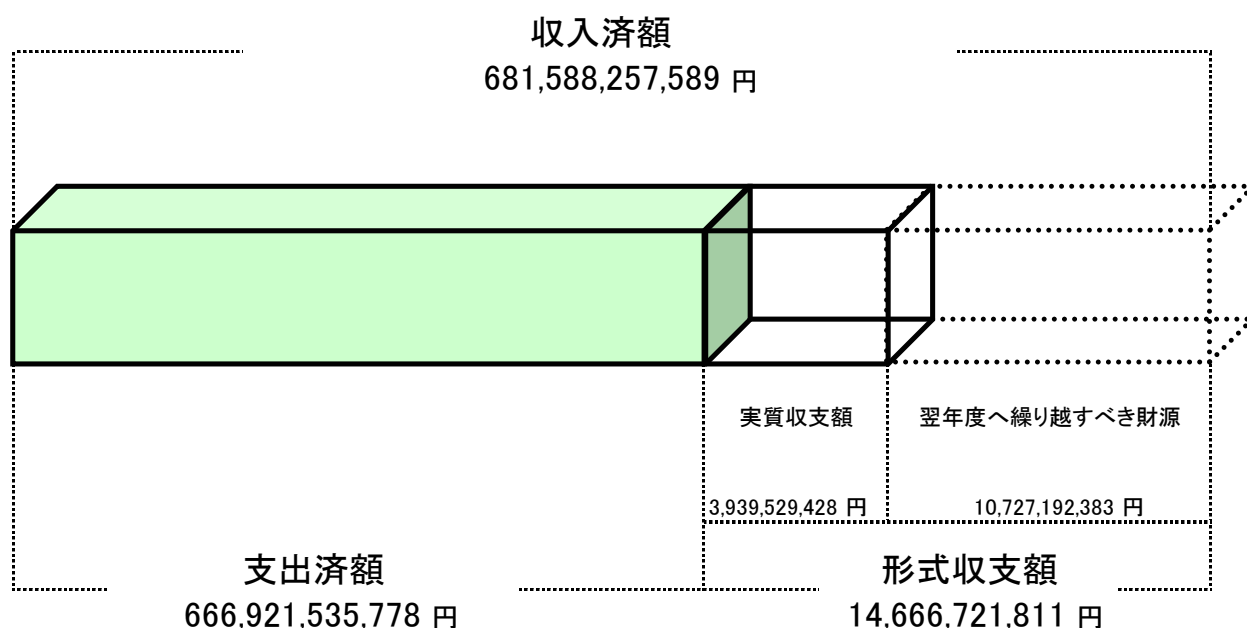 収入済額
681,588,257,589 円
実質収支額
翌年度へ繰り越すべき財源
3,939,529,428 円
10,727,192,383 円
支出済額
形式収支額
666,921,535,778 円
14,666,721,811 円